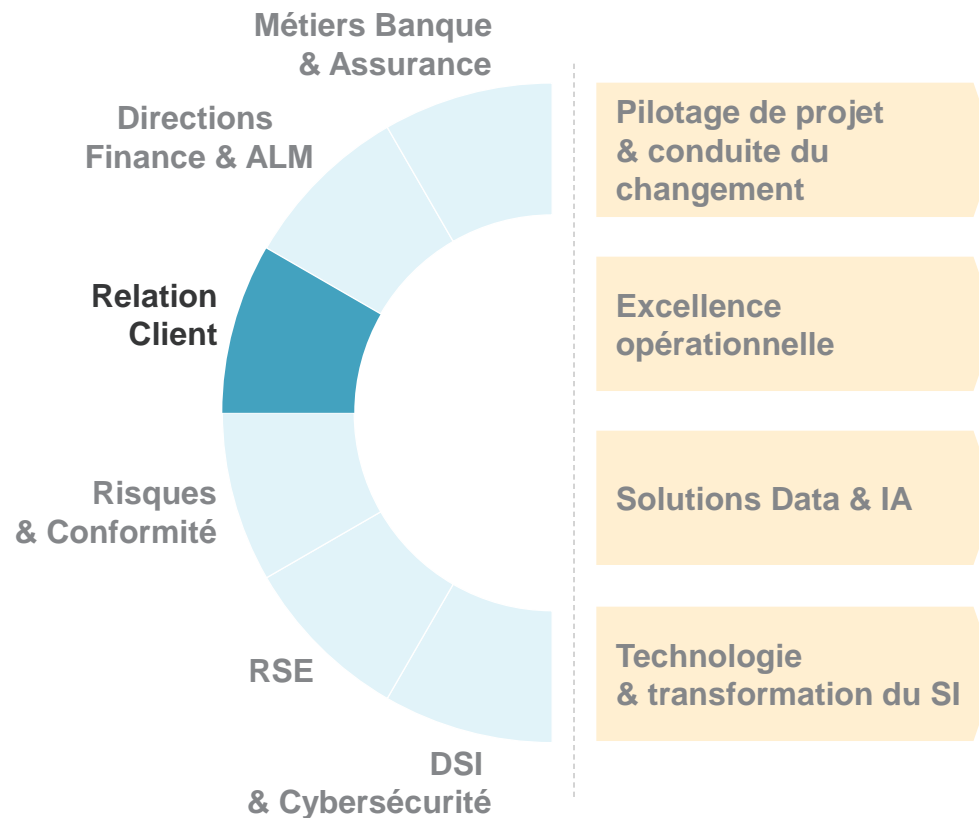 Métiers Banque
& Assurance
Directions
Finance & ALM
Relation
Client
Risques
& Conformité
RSE
DSI
& Cybersécurité
Pilotage de projet
& conduite du
changement
Excellence
opérationnelle
Solutions Data & IA
Technologie
& transformation du SI